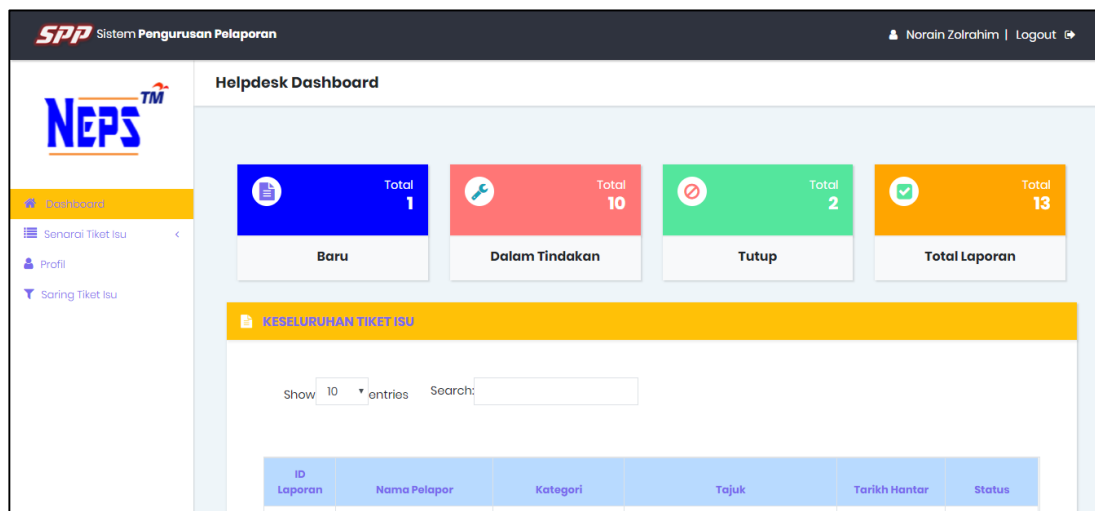 SPP Sistem Pengurusan Pelaporan
Norain Zolrahim | Logout
NEPS TM
Helpdesk Dashboard
Dashboard
Senarai Tiket Isu
Profil
Saring Tiket Isu
Total
1
Baru
Total
10
Dalam Tindakan
Total
2
Tutup
Total
13
Total Laporan
KESELURUHAN TIKET ISU
Show 10 entries Search:
ID Laporan Nama Pelapor Kategori Tajuk Tarikh Hantar Status